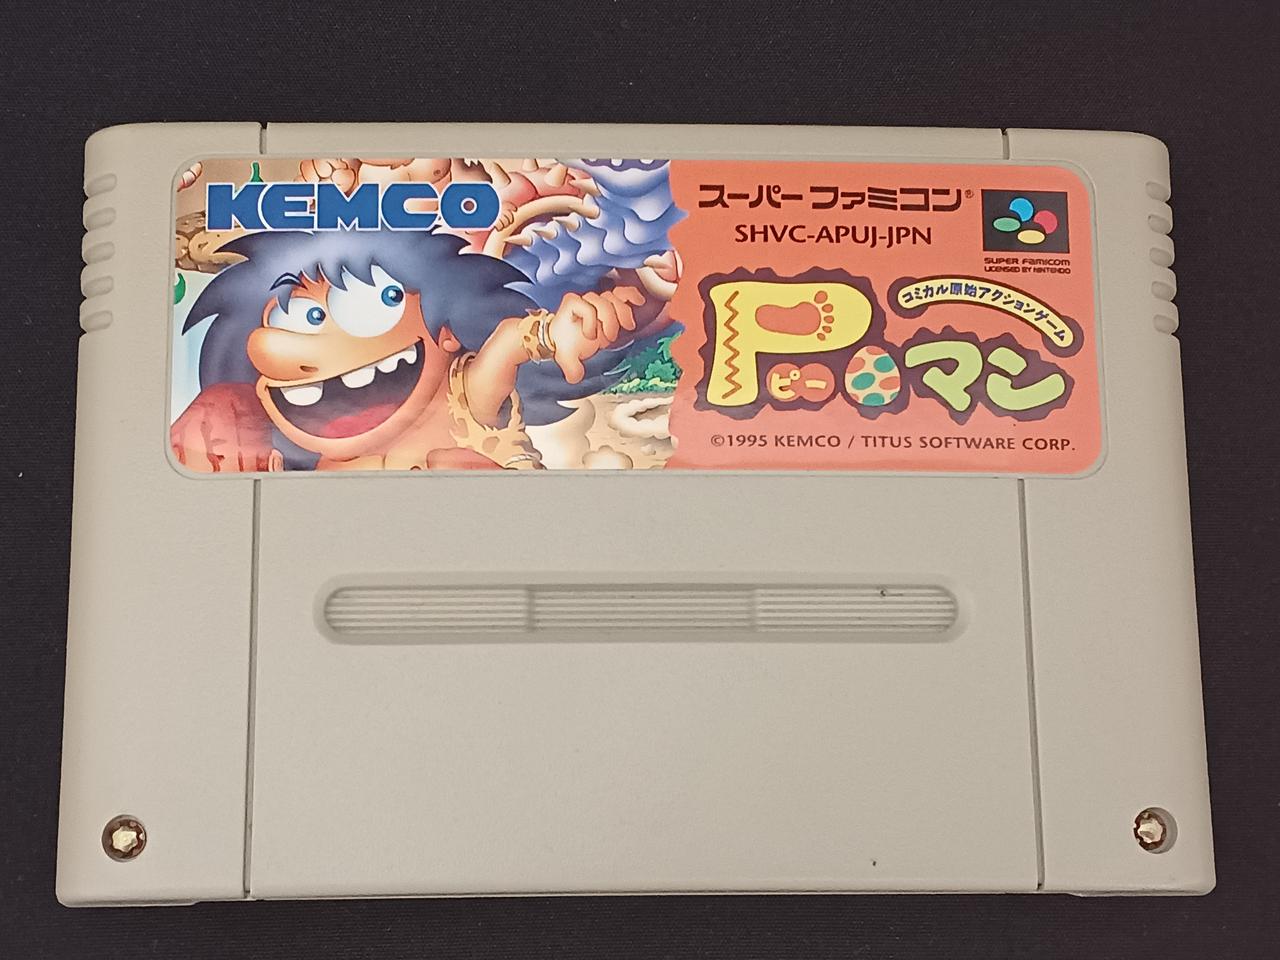 KEMCO
スーパーファミコン®
SHVC-APUJ-JPN
SUPER FAMICOM
LICENSED BY NINTENDO
コミカル原始アクションゲーム
P
ピー
マン
©1995 KEMCO / TITUS SOFTWARE CORP.